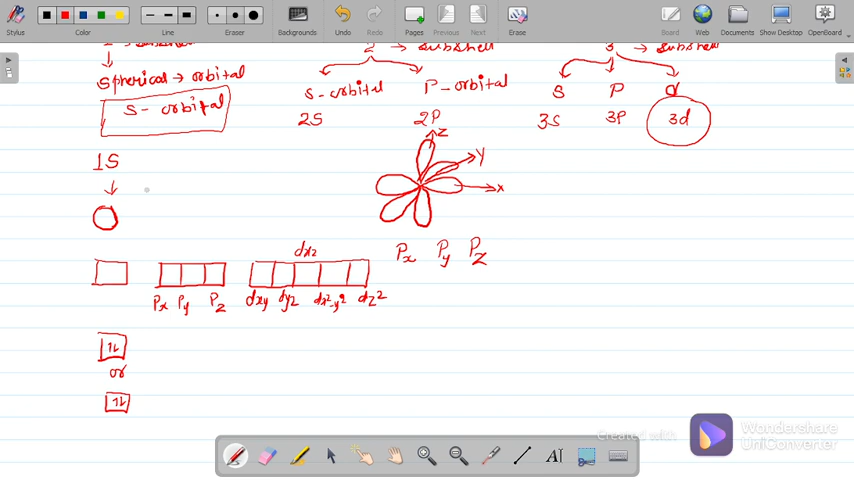 Stylus
Color
Line
Eraser
Backgrounds
Undo
Redo
Pages
Previous
Next
Erase
Board
Web
Documents
Show Desktop
OpenBoard
2 → subshell
3 → subshell
Spherical → orbital
S - orbital
S - orbital
P - orbital
S
P
d
2S
2P
3S
3P
3d
Z
Y
X
1S
Px Py Pz
dxz
Px Py Pz
dxy dyz dx²-y² dz²
↑↓
or
↑↓
Created with
Wondershare
UniConverter